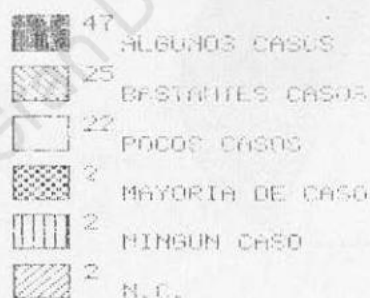 47
ALGUNOS CASOS
25
BASTANTES CASOS
22
POCOS CASOS
2
MAYORIA DE CASO
2
NINGUN CASO
2
N.C.